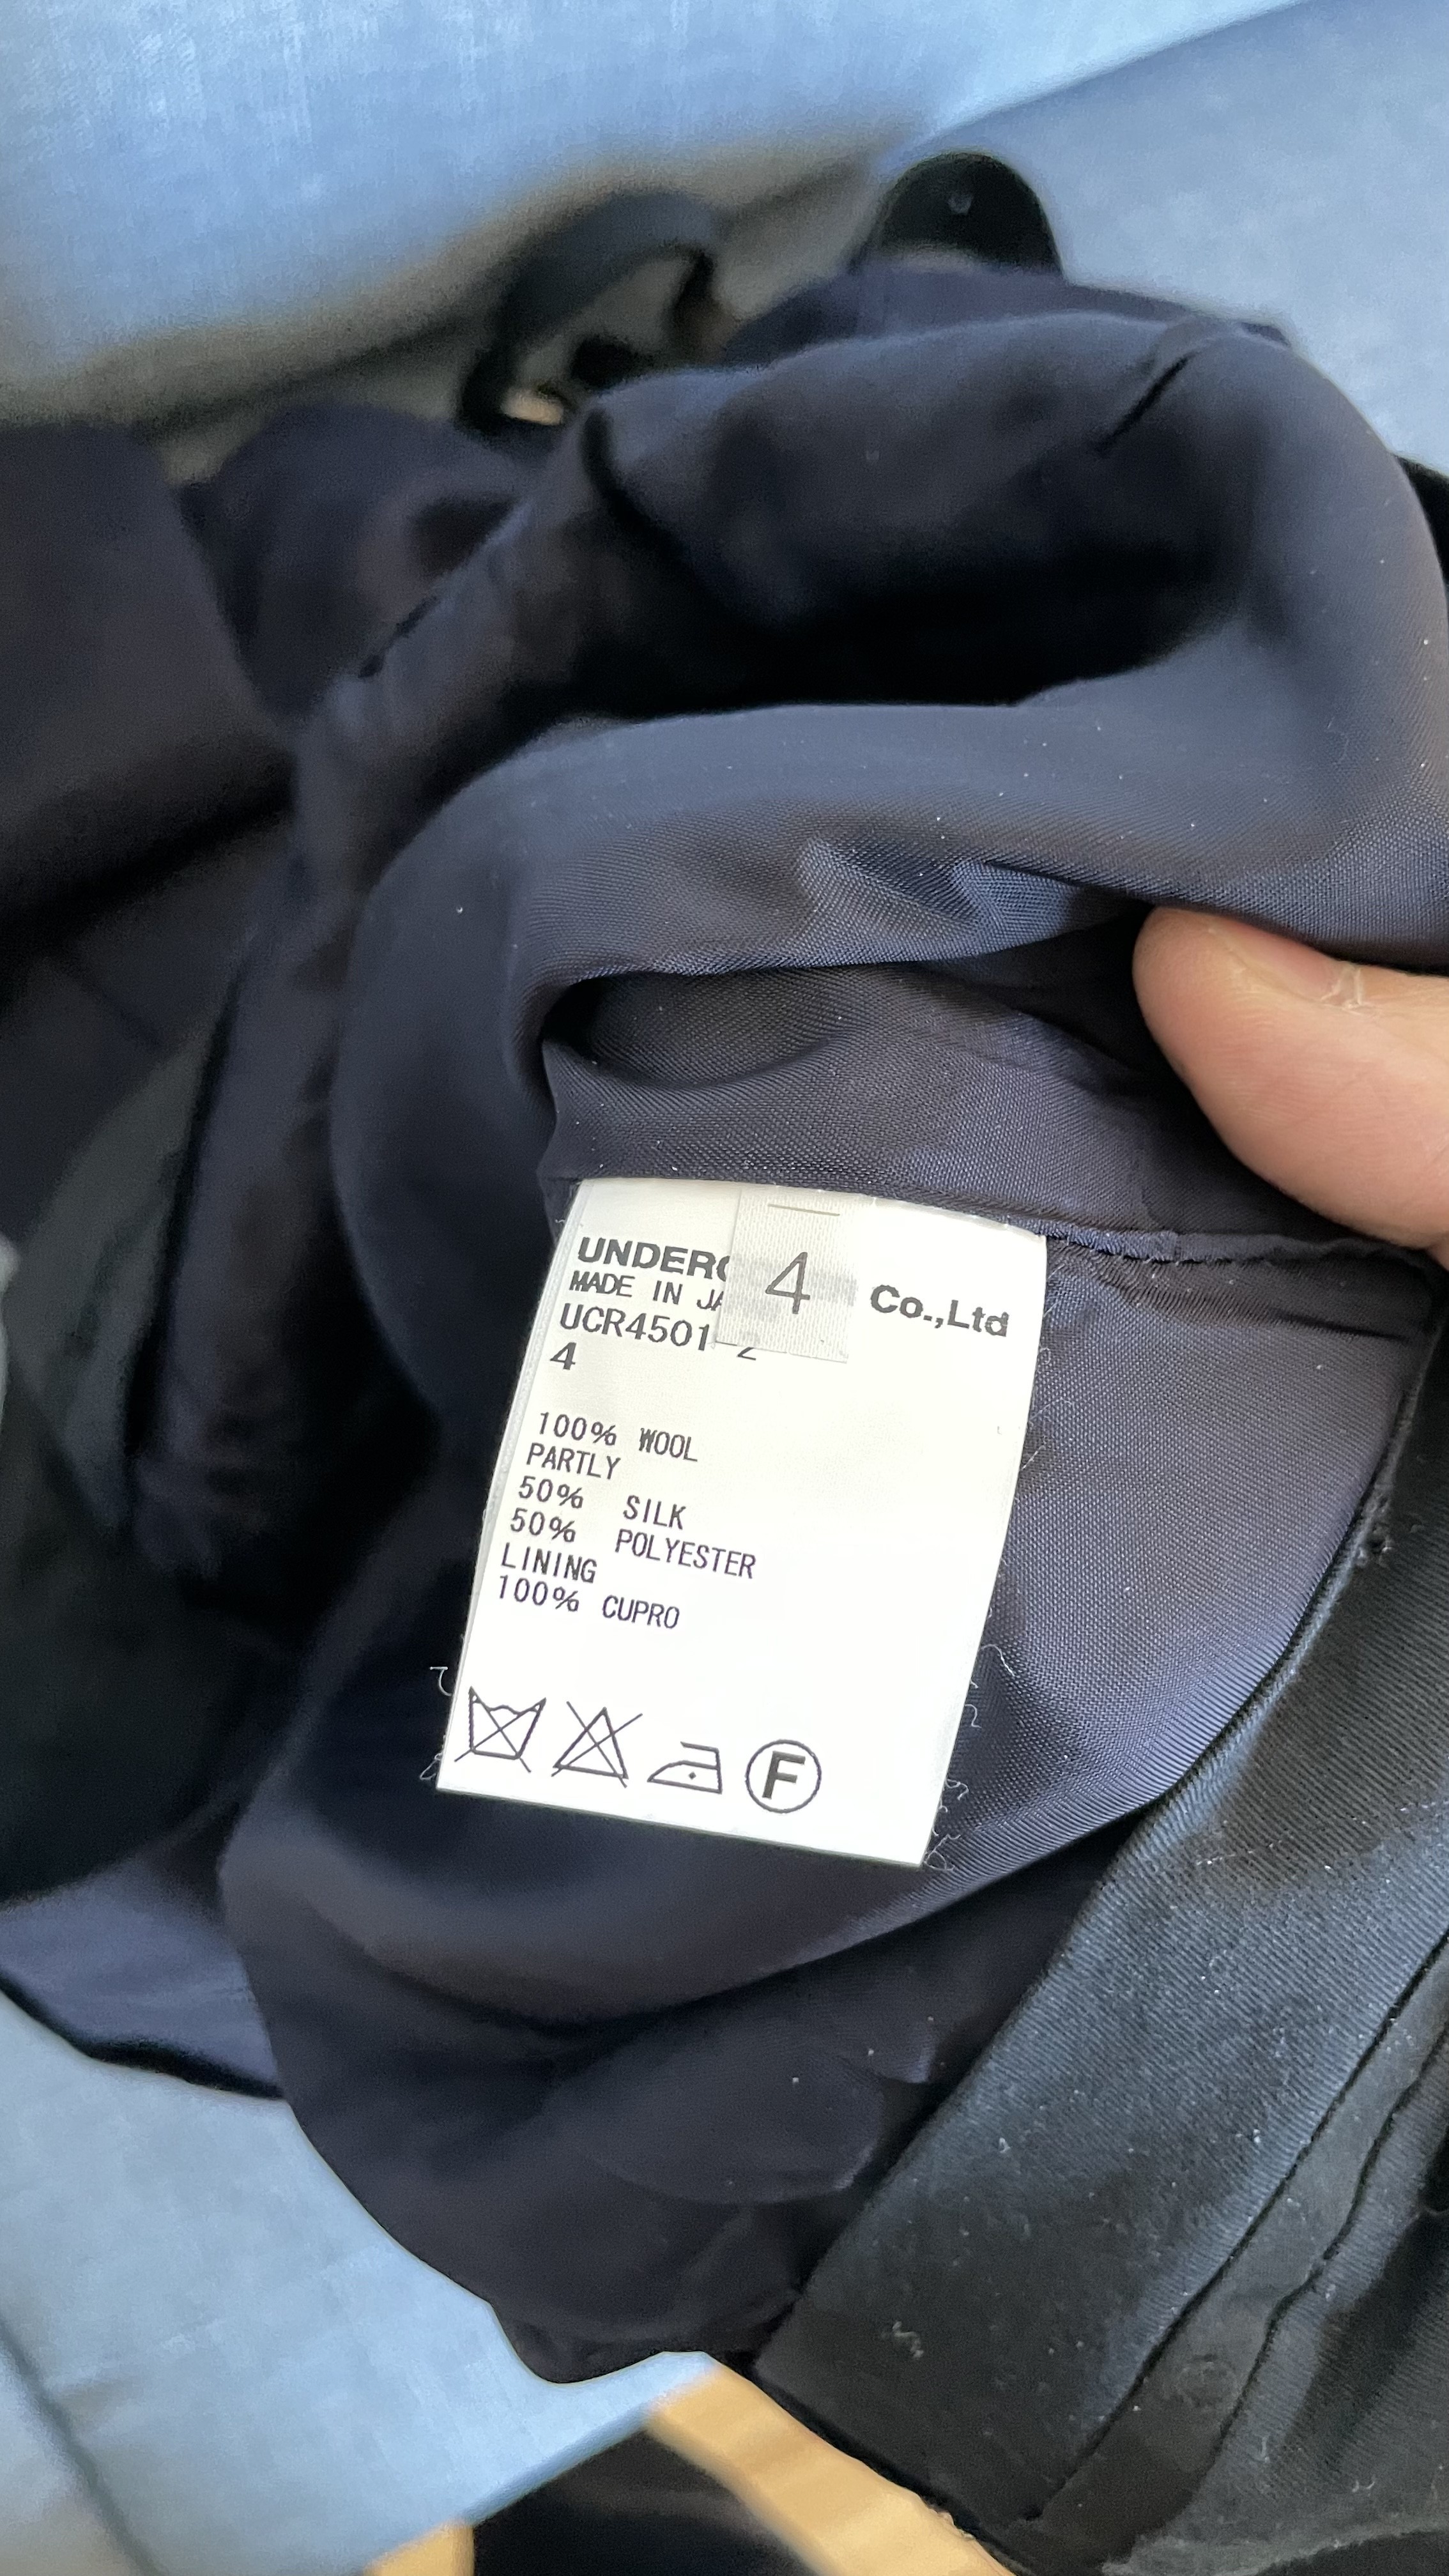 4
UNDERC Co.,Ltd
MADE IN JA
UCR4501-2
4
100% WOOL
PARTLY
50% SILK
50% POLYESTER
LINING
100% CUPRO
F